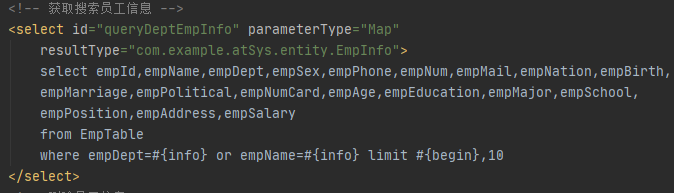 <!-- 获取搜索员工信息 -->
<select id="queryDeptEmpInfo" parameterType="Map"
resultType="com.example.atSys.entity.EmpInfo">
select empId,empName,empDept,empSex,empPhone,empNum,empMail,empNation,empBirth,
empMarriage,empPolitical,empNumCard,empAge,empEducation,empMajor,empSchool,
empPosition,empAddress,empSalary
from EmpTable
where empDept=#{info} or empName=#{info} limit #{begin},10
</select>